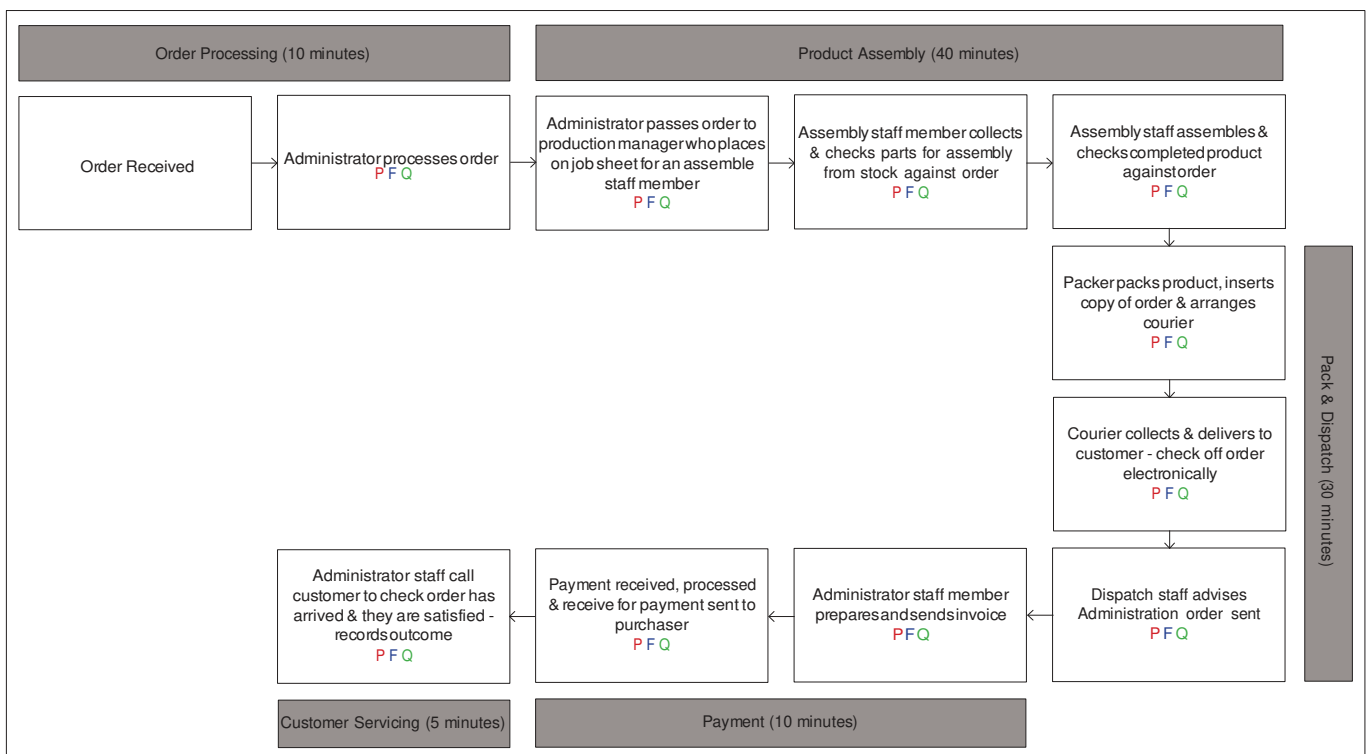 Order Processing (10 minutes)
Product Assembly (40 minutes)
Order Received
Administrator processes order
P F Q
Administrator passes order to
production manager who places
on job sheet for an assemble
staff member
P F Q
Assembly staff member collects
& checks parts for assembly
from stock against order
P F Q
Assembly staff assembles &
checks completed product
against order
P F Q
Packer packs product, inserts
copy of order & arranges
courier
P F Q
Courier collects & delivers to
customer - check off order
electronically
P F Q
Pack & Dispatch (30 minutes)
Dispatch staff advises
Administration order sent
P F Q
Administrator staff member
prepares and sends invoice
P F Q
Payment received, processed
& receive for payment sent to
purchaser
P F Q
Administrator staff call
customer to check order has
arrived & they are satisfied -
records outcome
P F Q
Customer Servicing (5 minutes)
Payment (10 minutes)